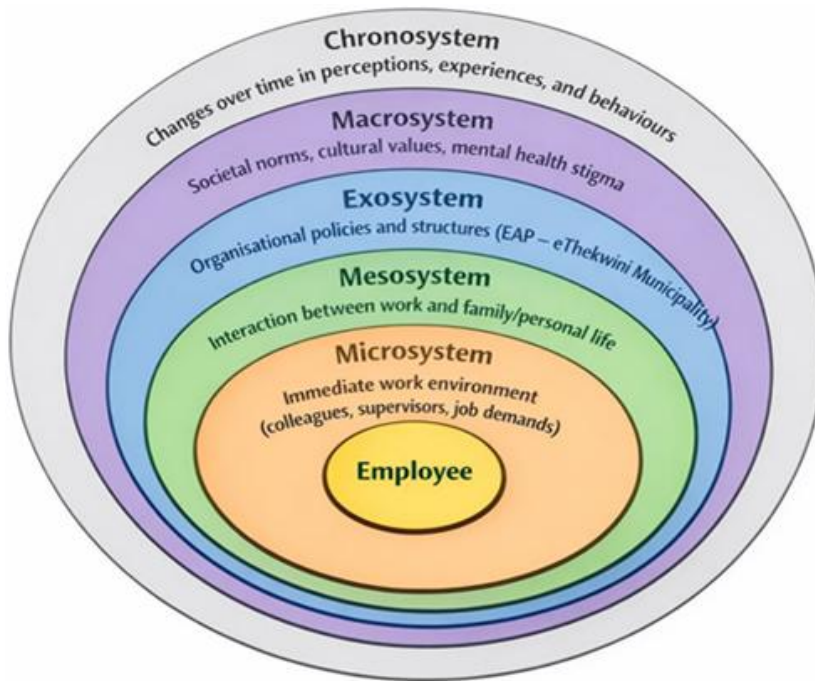 Chronosystem
Changes over time in perceptions, experiences, and behaviours
Macrosystem
Societal norms, cultural values, mental health stigma
Exosystem
Organisational policies and structures (EAP – eThekwini Municipality)
Mesosystem
Interaction between work and family/personal life
Microsystem
Immediate work environment
(colleagues, supervisors, job demands)
Employee